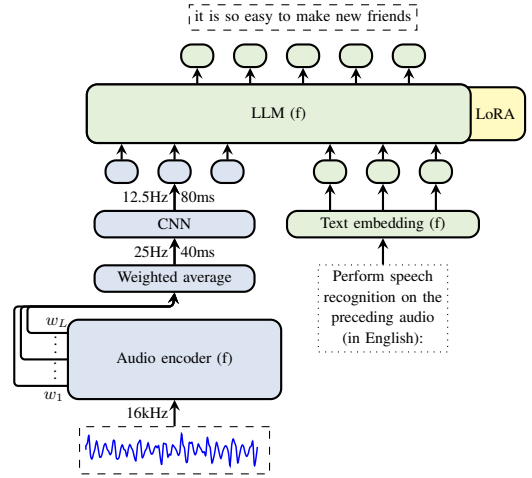 it is so easy to make new friends
LLM (f)
LoRA
12.5Hz 80ms
CNN
Text embedding (f)
25Hz 40ms
Weighted average
Perform speech
recognition on the
preceding audio
(in English):
w_L
Audio encoder (f)
w_1
16kHz